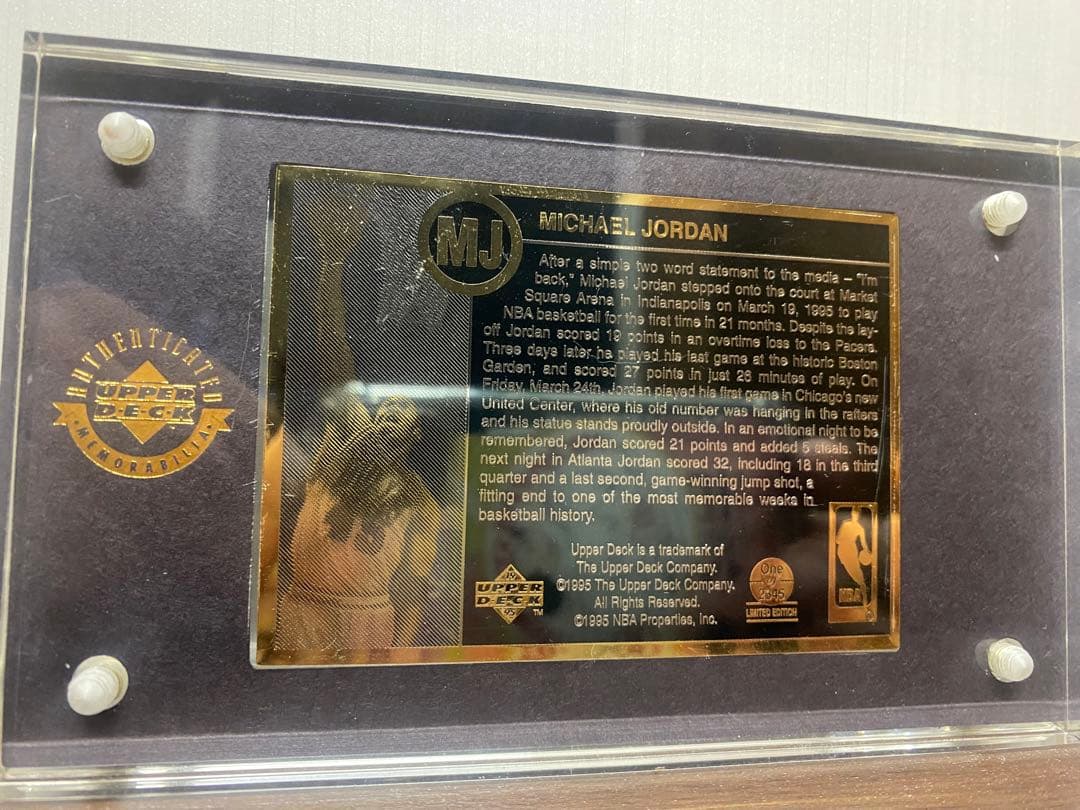 AUTHENTICATED
UPPER
DECK
MEMORABILIA
MJ
MICHAEL JORDAN
After a simple two word statement to the media – "I'm
back," Michael Jordan stepped onto the court at Market
Square Arena in Indianapolis on March 19, 1995 to play
NBA basketball for the first time in 21 months. Despite the lay-
off Jordan scored 19 points in an overtime loss to the Pacers.
Three days later he played his last game at the historic Boston
Garden, and scored 27 points in just 26 minutes of play. On
Friday, March 24th, Jordan played his first game in Chicago's new
United Center, where his old number was hanging in the rafters
and his statue stands proudly outside. In an emotional night to be
remembered, Jordan scored 21 points and added 5 steals. The
next night in Atlanta Jordan scored 32, including 18 in the third
quarter and a last second, game-winning jump shot, a
fitting end to one of the most memorable weeks in
basketball history.
Upper Deck is a trademark of
The Upper Deck Company.
©1995 The Upper Deck Company.
All Rights Reserved.
©1995 NBA Properties, Inc.
19
UPPER
DECK
95
TM
One
LIMITED EDITION
NBA